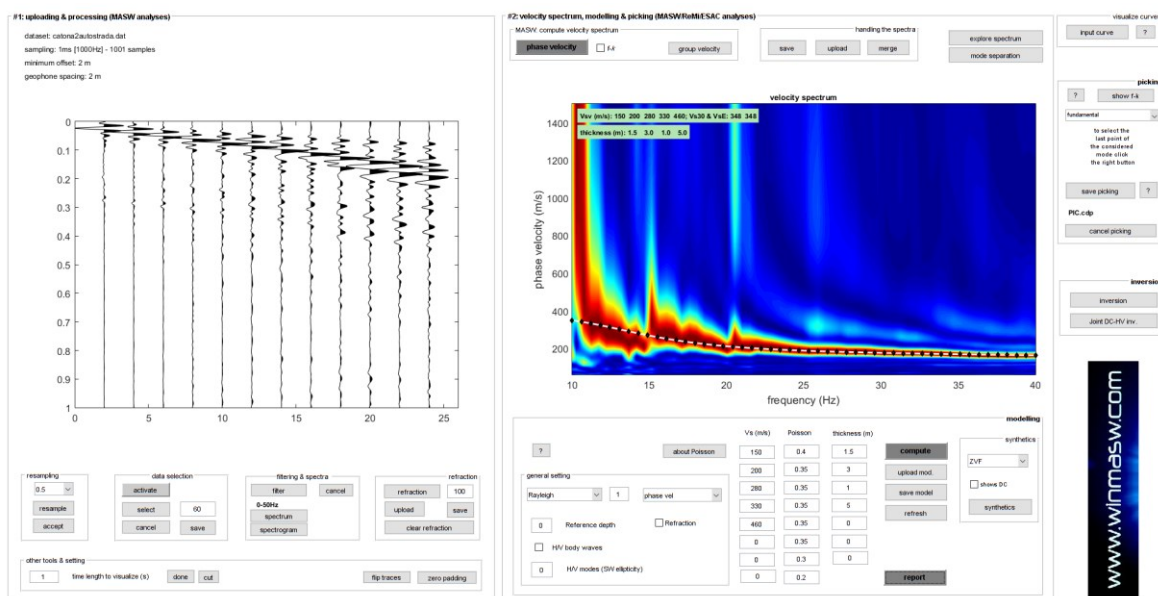 #1: uploading & processing (MASW analyses)
dataset: catona2autostrada.dat
sampling: 1ms [1000Hz] - 1001 samples
minimum offset: 2 m
geophone spacing: 2 m
0
0.1
0.2
0.3
0.4
0.5
0.6
0.7
0.8
0.9
1
0 5 10 15 20 25
resampling
0.5
resample
accept
data selection
activate
select 60
cancel save
filtering & spectra
filter cancel
0-50Hz
spectrum
spectrogram
refraction
refraction 100
upload save
clear refraction
other tools & setting
1 time length to visualize (s) done cut flip traces zero padding
#2: velocity spectrum, modelling & picking (MASW/ReMi/ESAC analyses)
MASW: compute velocity spectrum
phase velocity f-k group velocity
handling the spectra
save upload merge
explore spectrum
mode separation
velocity spectrum
Vsv (m/s): 150 200 280 330 460; Vs30 & VsE: 348 348
thickness (m): 1.5 3.0 1.0 5.0
phase velocity (m/s)
1400
1200
1000
800
600
400
200
10 15 20 25 30 35 40
frequency (Hz)
modelling
? about Poisson
general setting
Rayleigh 1 phase vel
0 Reference depth Refraction
H/V body waves
0 H/V modes (SW ellipticity)
Vs (m/s) Poisson thickness (m)
150 0.4 1.5
200 0.35 3
280 0.35 1
330 0.35 5
460 0.35 0
0 0.35 0
0 0.3 0
0 0.2
compute
upload mod.
save model
refresh
report
synthetics
ZVF
shows DC
synthetics
visualize curve
input curve ?
pickin
? show f-k
fundamental
to select the
last point of
the considered
mode click
the right button
save picking ?
PIC.cdp
cancel picking
inversio
inversion
Joint DC-HV inv.
www.winmasw.com